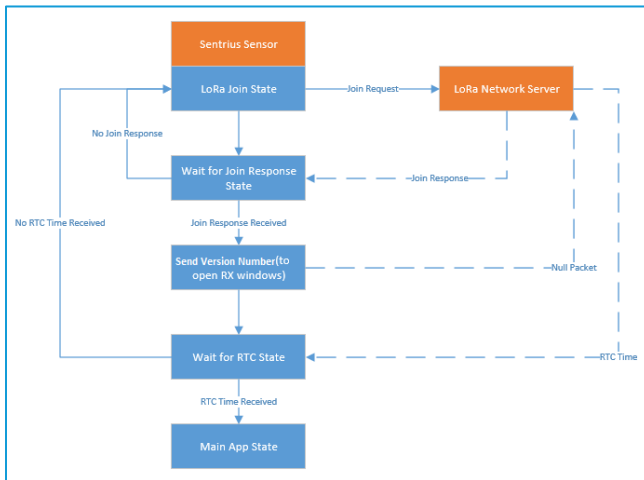 Sentrius Sensor
LoRa Join State
Join Request
LoRa Network Server
No Join Response
Wait for Join Response
State
Join Response
No RTC Time Received
Join Response Received
Send Version Number(to
open RX windows)
Null Packet
Wait for RTC State
RTC Time
RTC Time Received
Main App State